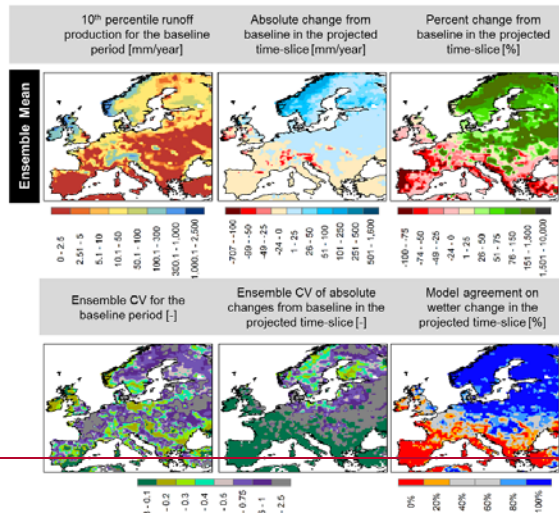 10th percentile runoff
production for the baseline
period [mm/year]
Absolute change from
baseline in the projected
time-slice [mm/year]
Percent change from
baseline in the projected
time-slice [%]
Ensemble Mean
0 - 2.5
2.51 - 5
5.1 - 10
10.1 - 50
50.1 - 100
100.1 - 300
300.1 - 1,000
1,000.1 - 2,500
-707 - -100
-99 - -50
-49 - -25
-24 - 0
1 - 25
26 - 50
51 - 100
101 - 250
251 - 500
501 - 1,600
-100 - -75
-74 - -50
-49 - -25
-24 - 0
1 - 25
26 - 50
51 - 75
76 - 150
151 - 1,500
1,501 - 10,000
Ensemble CV for the
baseline period [-]
Ensemble CV of absolute
changes from baseline in the
projected time-slice [-]
Model agreement on
wetter change in the
projected time-slice [%]
- 0.1
- 0.2
- 0.3
- 0.4
- 0.5
- 0.75
- 1
- 2.5
0%
20%
40%
60%
80%
100%